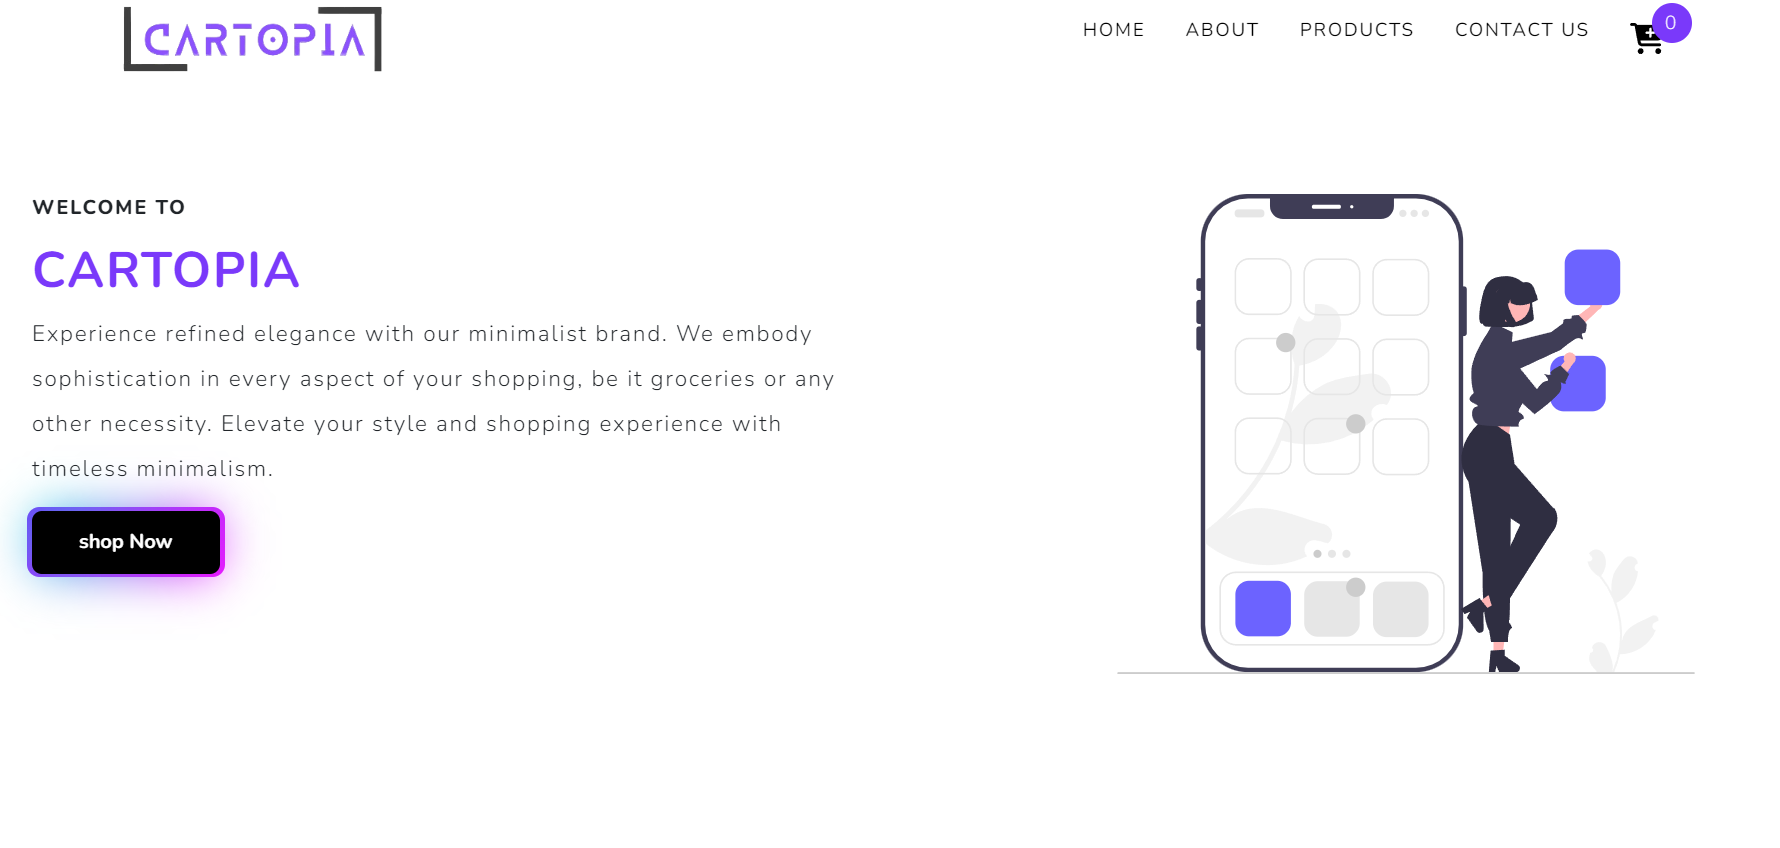 CARTOPIA
HOME ABOUT PRODUCTS CONTACT US 0
WELCOME TO
CARTOPIA
Experience refined elegance with our minimalist brand. We embody
sophistication in every aspect of your shopping, be it groceries or any
other necessity. Elevate your style and shopping experience with
timeless minimalism.
shop Now